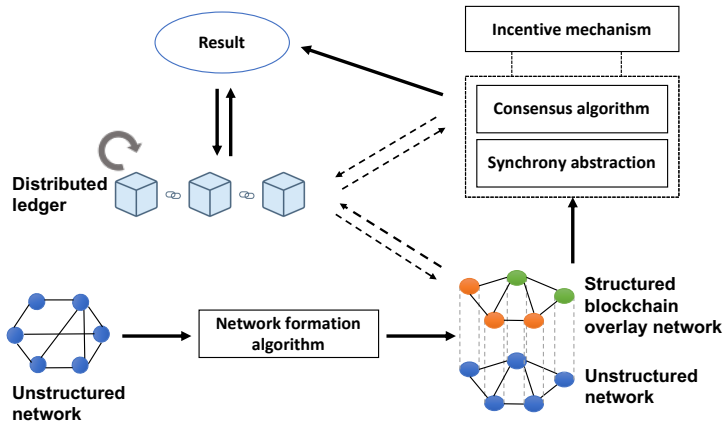 Incentive mechanism
Result
Consensus algorithm
Synchrony abstraction
Distributed
ledger
Structured
blockchain
overlay network
Network formation
algorithm
Unstructured
network
Unstructured
network